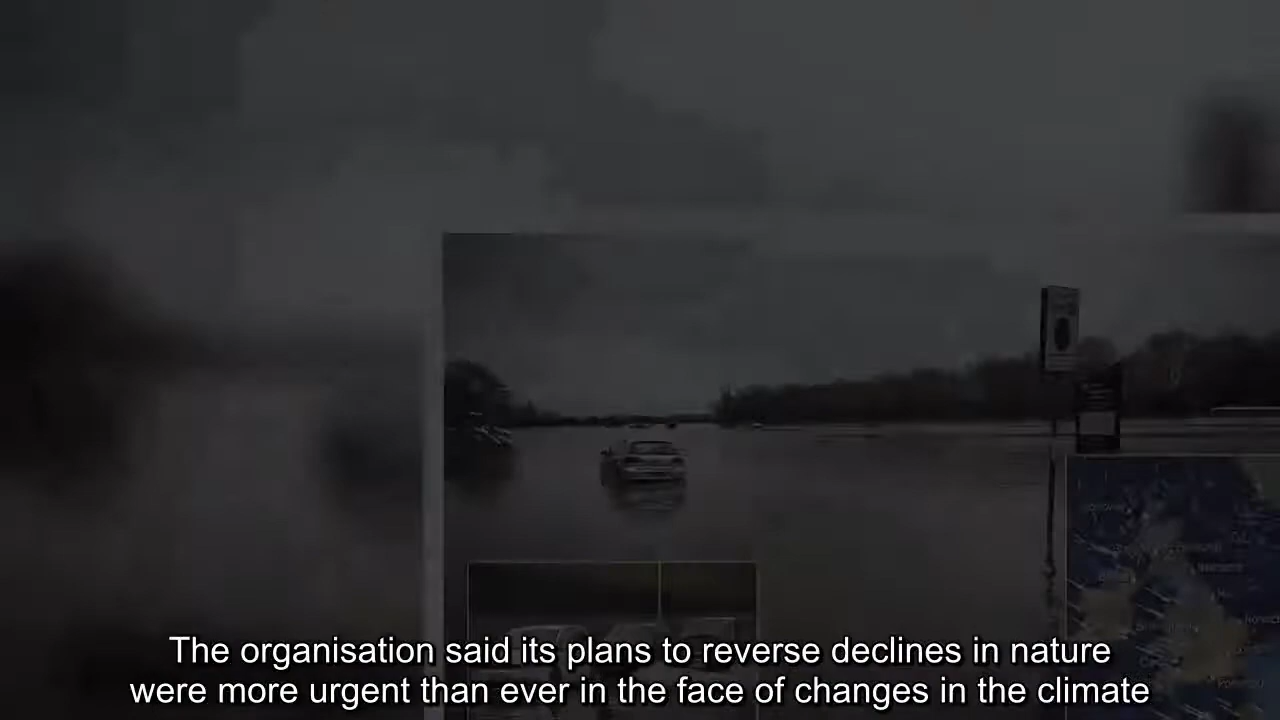 The organisation said its plans to reverse declines in nature
were more urgent than ever in the face of changes in the climate